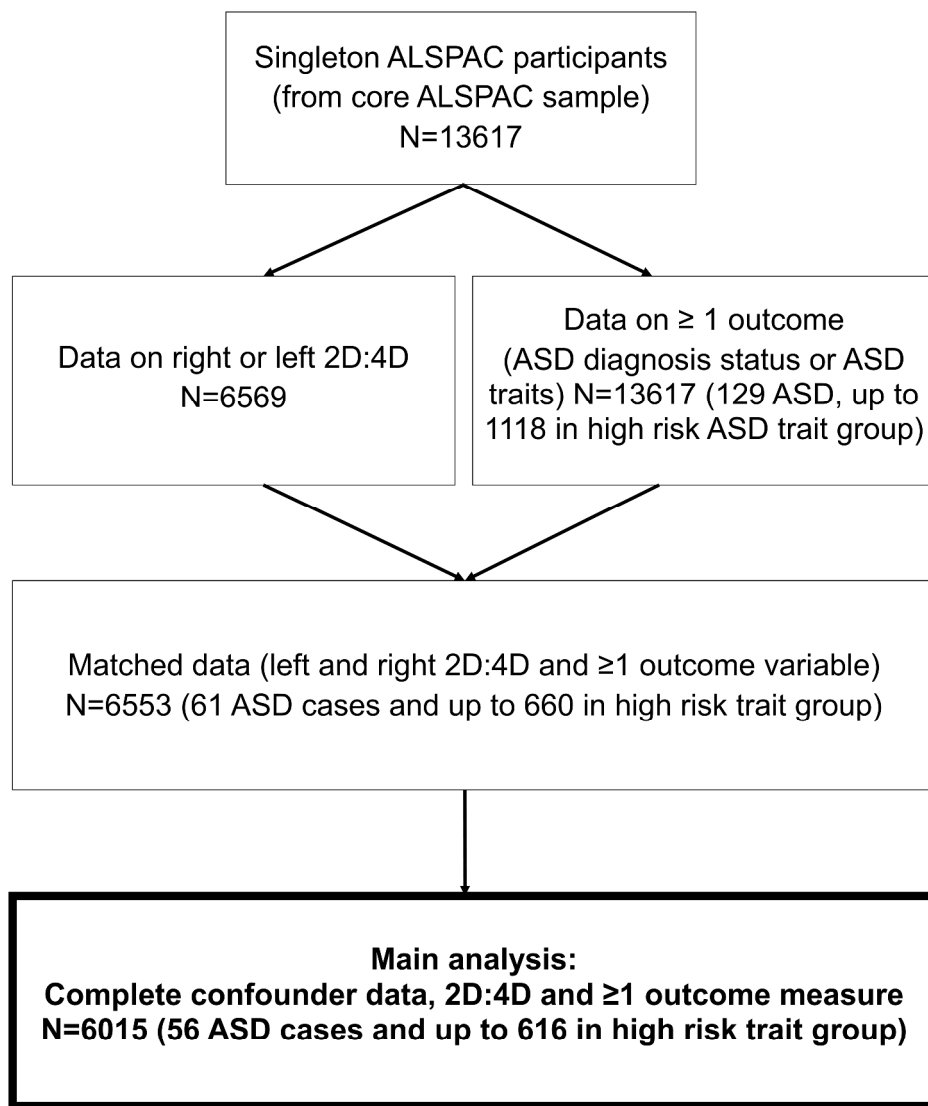 Singleton ALSPAC participants
(from core ALSPAC sample)
N=13617
Data on right or left 2D:4D
N=6569
Data on ≥ 1 outcome
(ASD diagnosis status or ASD
traits) N=13617 (129 ASD, up to
1118 in high risk ASD trait group)
Matched data (left and right 2D:4D and ≥1 outcome variable)
N=6553 (61 ASD cases and up to 660 in high risk trait group)
Main analysis:
Complete confounder data, 2D:4D and ≥1 outcome measure
N=6015 (56 ASD cases and up to 616 in high risk trait group)